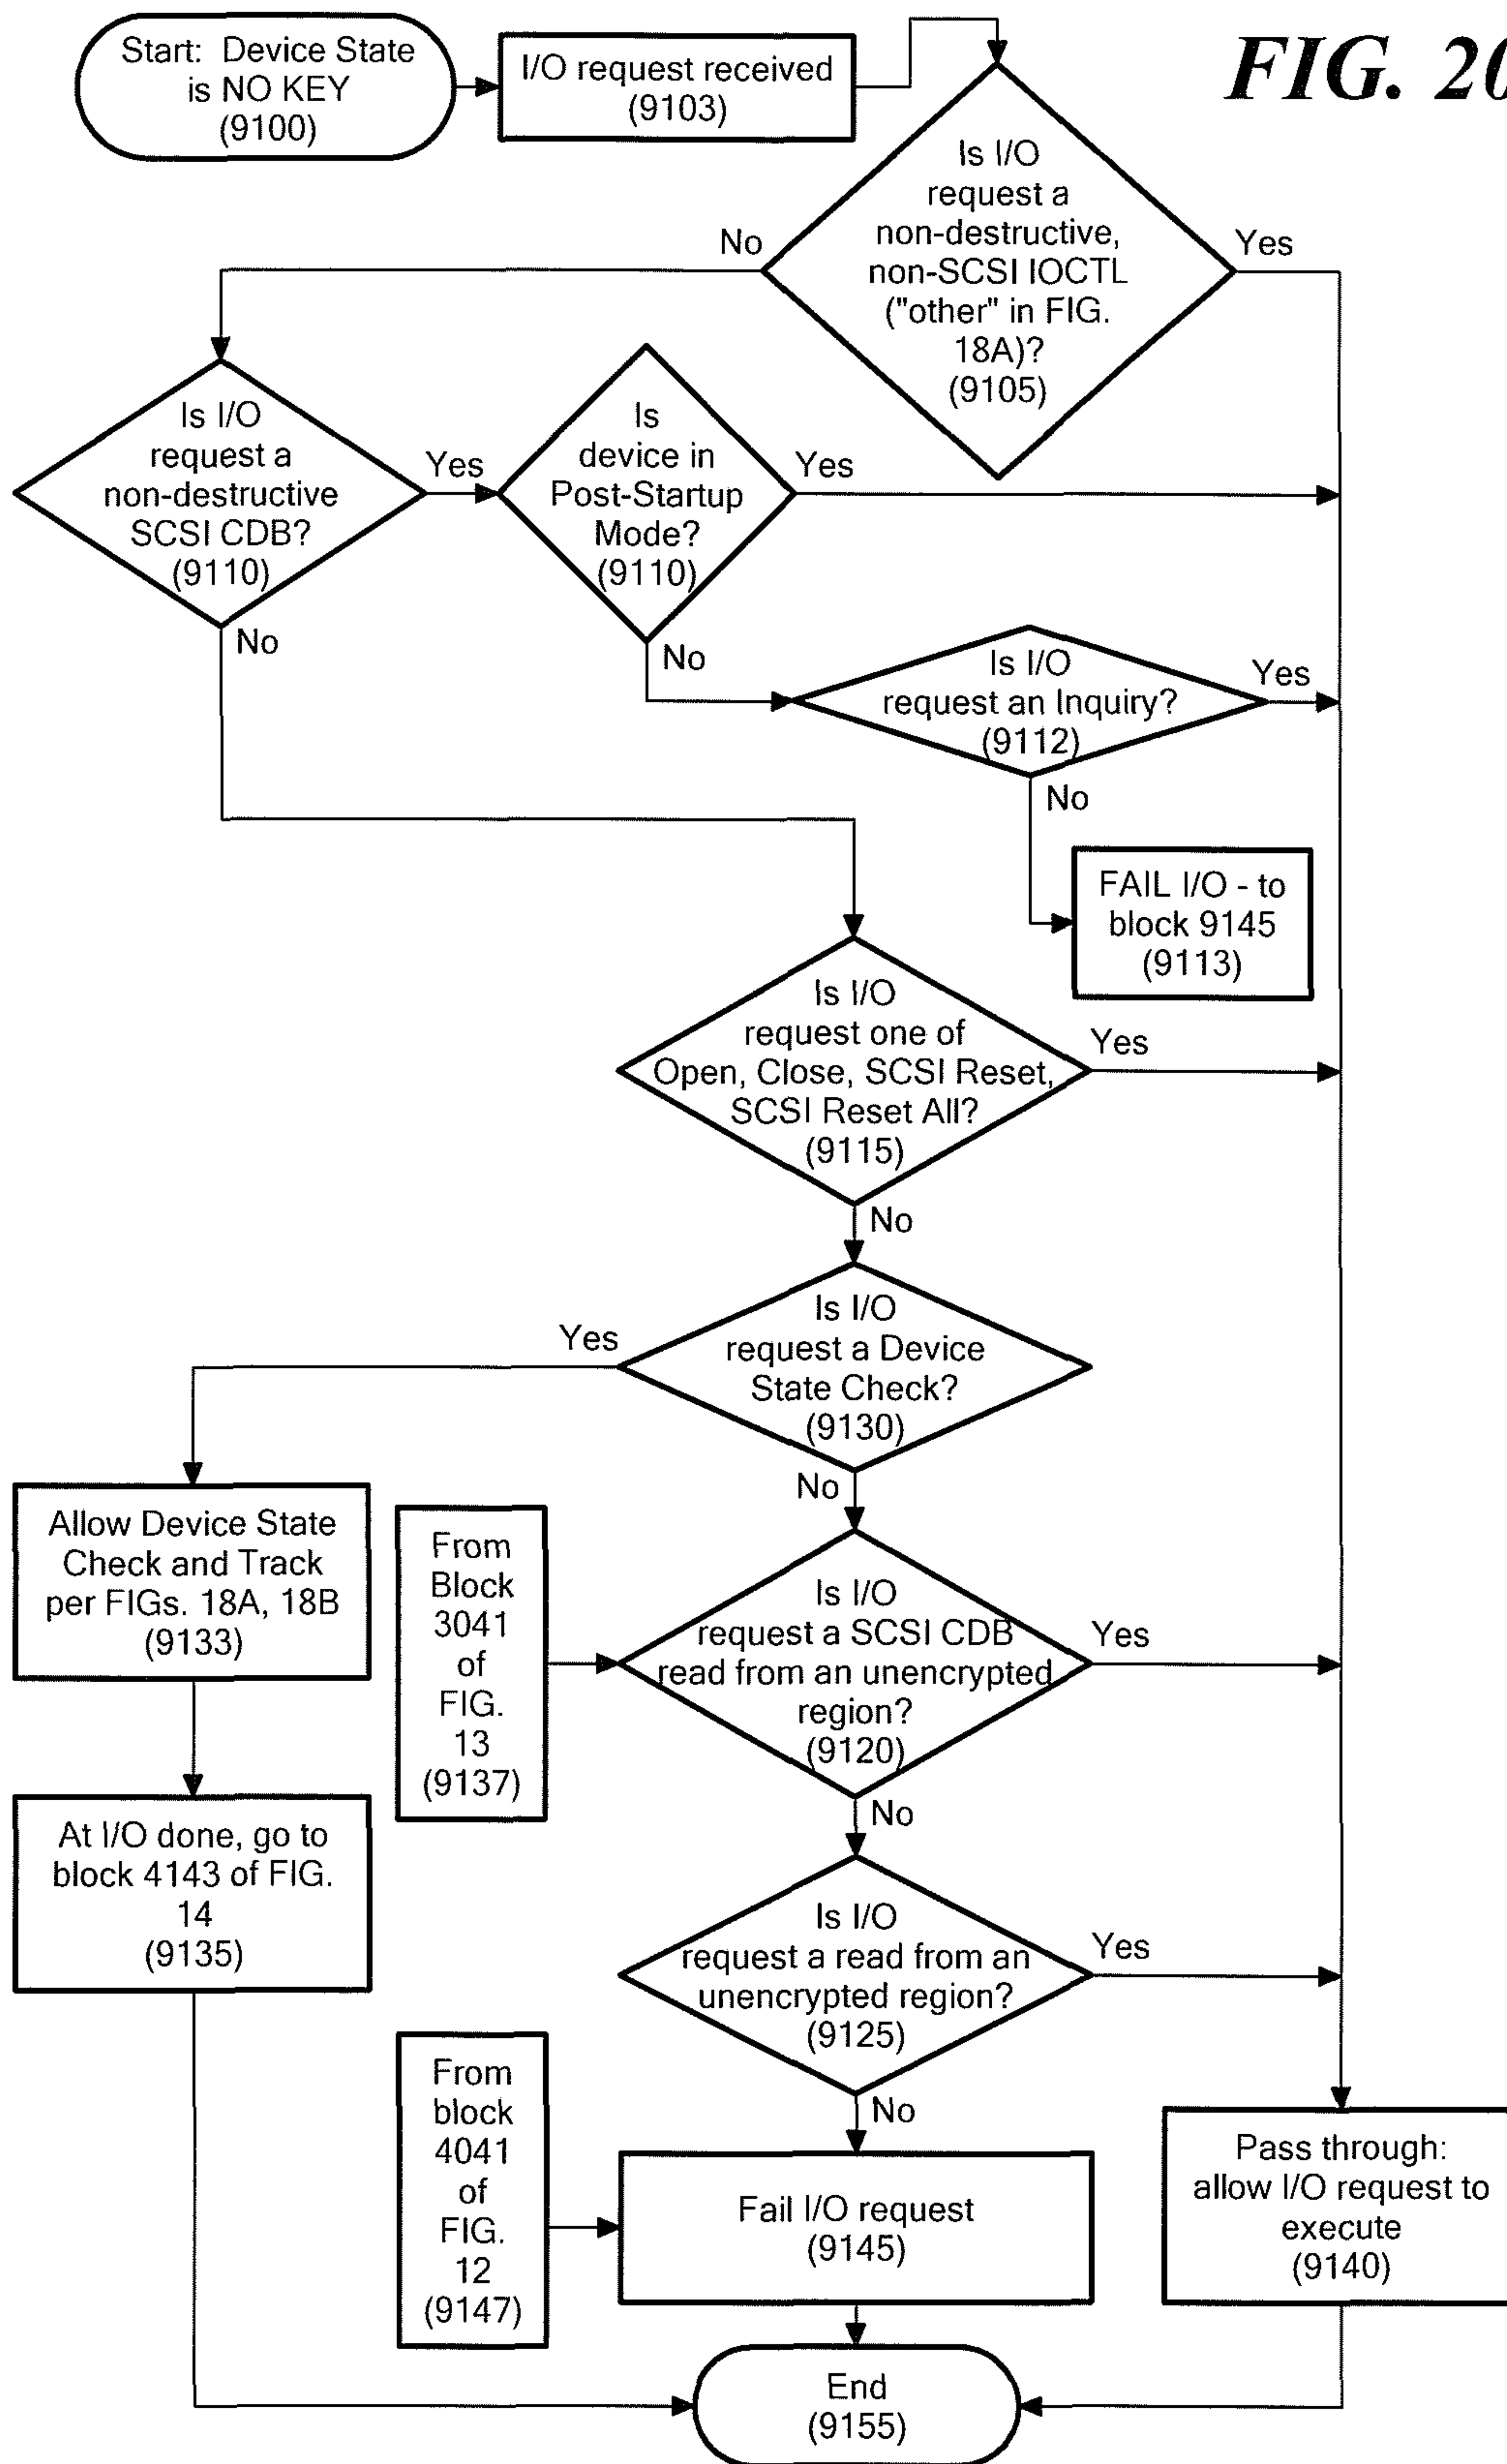 Start: Device State
is NO KEY
(9100)
I/O request received
(9103)
FIG. 20
Is I/O
request a
non-destructive,
non-SCSI IOCTL
("other" in FIG.
18A)?
(9105)
No
Yes
Is I/O
request a
non-destructive
SCSI CDB?
(9110)
Yes
No
Is
device in
Post-Startup
Mode?
(9110)
Yes
No
Is I/O
request an Inquiry?
(9112)
Yes
No
FAIL I/O - to
block 9145
(9113)
Is I/O
request one of
Open, Close, SCSI Reset,
SCSI Reset All?
(9115)
Yes
No
Is I/O
request a Device
State Check?
(9130)
Yes
No
Allow Device State
Check and Track
per FIGs. 18A, 18B
(9133)
At I/O done, go to
block 4143 of FIG.
14
(9135)
From
Block
3041
of
FIG.
13
(9137)
Is I/O
request a SCSI CDB
read from an unencrypted
region?
(9120)
Yes
No
Is I/O
request a read from an
unencrypted region?
(9125)
Yes
No
From
block
4041
of
FIG.
12
(9147)
Fail I/O request
(9145)
Pass through:
allow I/O request to
execute
(9140)
End
(9155)